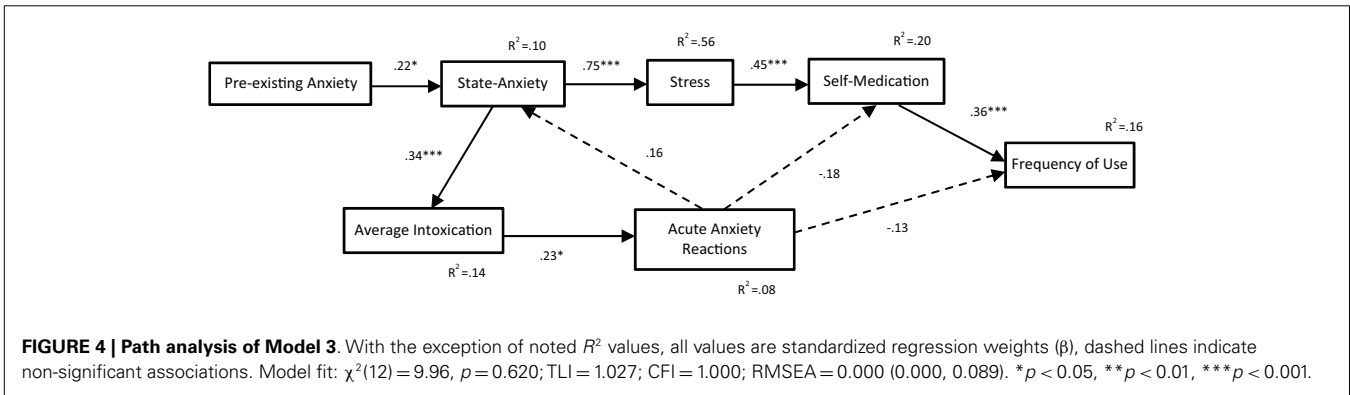 R²=.10
R²=.56
R²=.20
Pre-existing Anxiety
.22*
State-Anxiety
.75***
Stress
.45***
Self-Medication
.36***
R²=.16
Frequency of Use
.34***
.16
-.18
-.13
Average Intoxication
.23*
Acute Anxiety
Reactions
R²=.14
R²=.08
FIGURE 4 | Path analysis of Model 3. With the exception of noted R² values, all values are standardized regression weights (β), dashed lines indicate
non-significant associations. Model fit: χ²(12) = 9.96, p = 0.620; TLI = 1.027; CFI = 1.000; RMSEA = 0.000 (0.000, 0.089). *p < 0.05, **p < 0.01, ***p < 0.001.